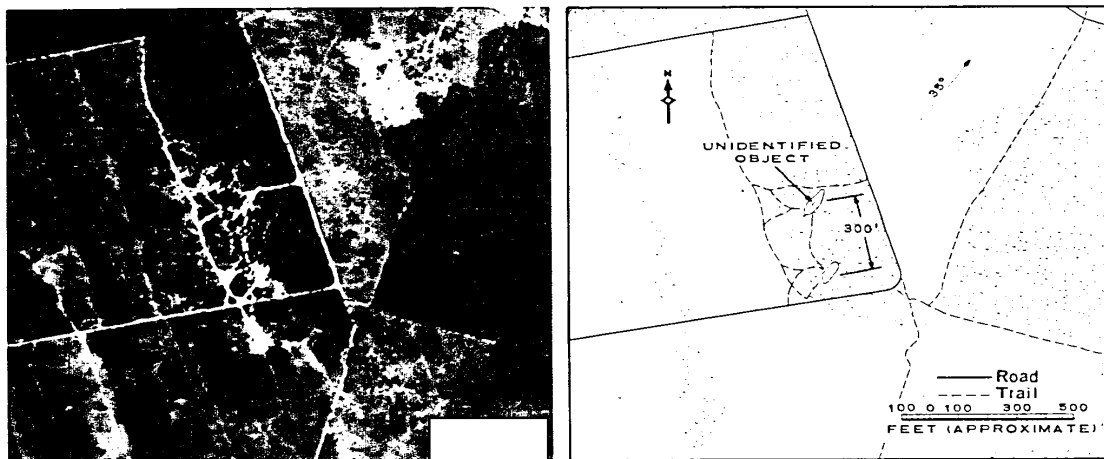 N
35°
UNIDENTIFIED
OBJECT
300'
Road
Trail
100 0 100 300 500
FEET (APPROXIMATE)